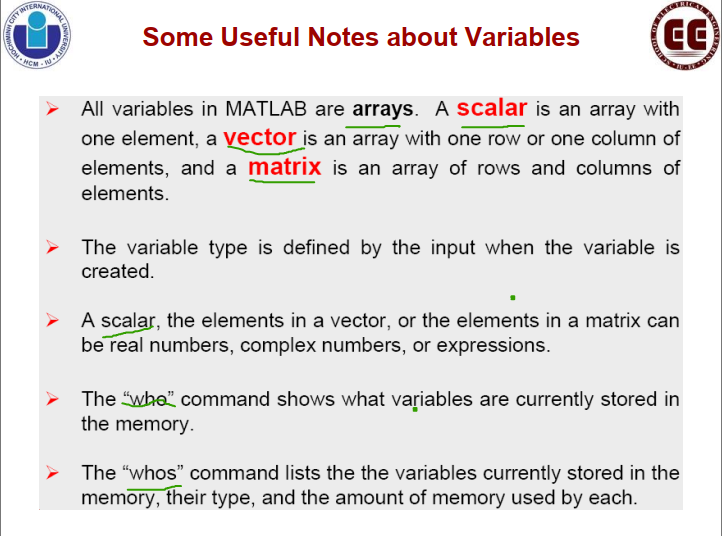 HOCHIMINH CITY INTERNATIONAL UNIVERSITY
HCM - IU
Some Useful Notes about Variables
EE
All variables in MATLAB are arrays. A scalar is an array with
one element, a vector is an array with one row or one column of
elements, and a matrix is an array of rows and columns of
elements.
The variable type is defined by the input when the variable is
created.
A scalar, the elements in a vector, or the elements in a matrix can
be real numbers, complex numbers, or expressions.
The “who” command shows what variables are currently stored in
the memory.
The “whos” command lists the the variables currently stored in the
memory, their type, and the amount of memory used by each.